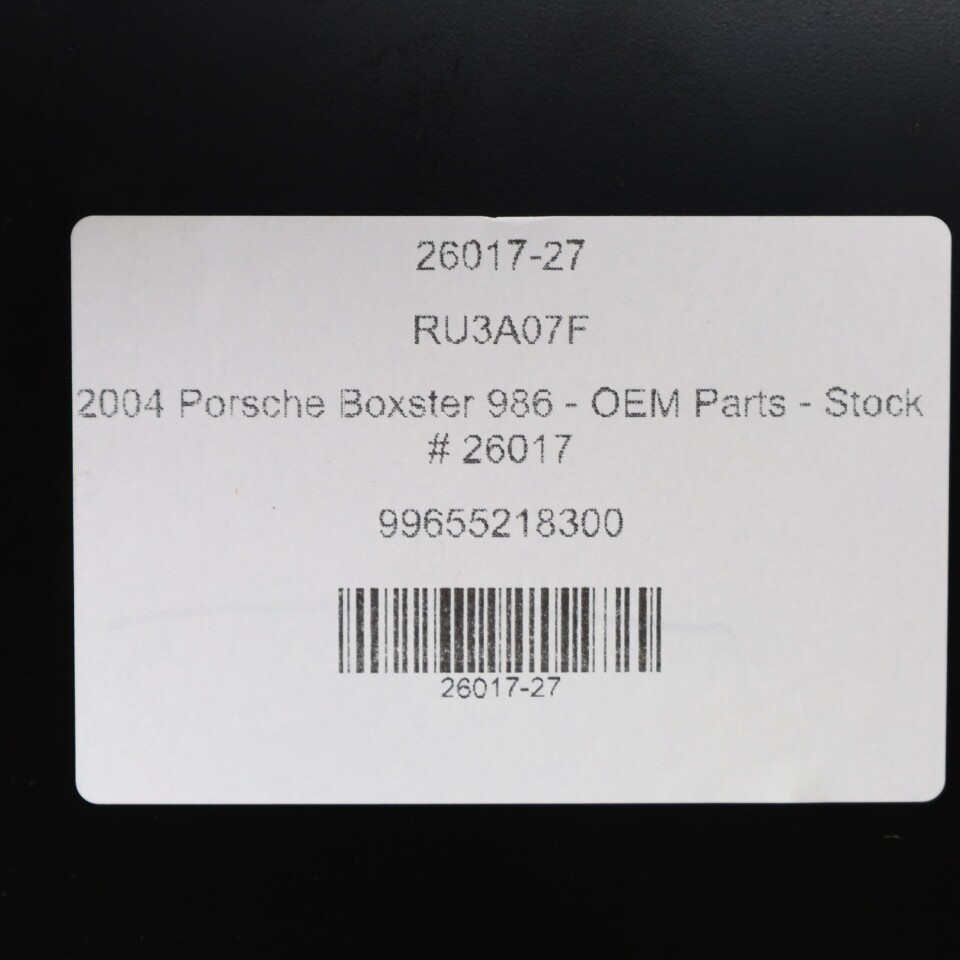 26017-27
RU3A07F
2004 Porsche Boxster 986 - OEM Parts - Stock
# 26017
99655218300
26017-27